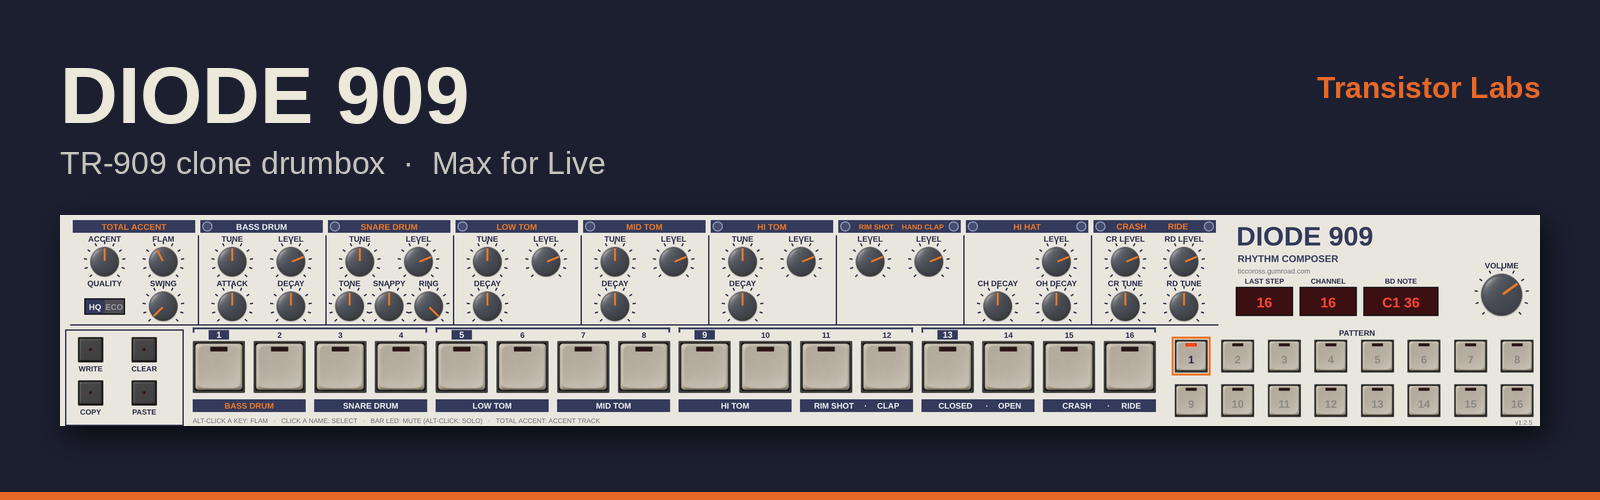 DIODE 909
Transistor Labs
TR-909 clone drumbox · Max for Live
TOTAL ACCENT BASS DRUM SNARE DRUM LOW TOM MID TOM HI TOM RIM SHOT HAND CLAP HI HAT CRASH RIDE
DIODE 909
ACCENT FLAM TUNE LEVEL TUNE LEVEL TUNE LEVEL TUNE LEVEL TUNE LEVEL LEVEL LEVEL LEVEL CR LEVEL RD LEVEL
RHYTHM COMPOSER
ticcoross.gumroad.com
VOLUME
QUALITY SWING ATTACK DECAY TONE SNAPPY RING DECAY DECAY DECAY CH DECAY OH DECAY CR TUNE RD TUNE
LAST STEP CHANNEL BD NOTE
HQ ECO
16 16 C1 36
PATTERN
1 2 3 4 5 6 7 8 9 10 11 12 13 14 15 16
1 2 3 4 5 6 7 8
WRITE CLEAR
9 10 11 12 13 14 15 16
COPY PASTE
BASS DRUM SNARE DRUM LOW TOM MID TOM HI TOM RIM SHOT · CLAP CLOSED · OPEN CRASH · RIDE
ALT-CLICK A KEY: FLAM · CLICK A NAME: SELECT · BAR LED: MUTE (ALT-CLICK: SOLO) · TOTAL ACCENT: ACCENT TRACK
v1.2.5